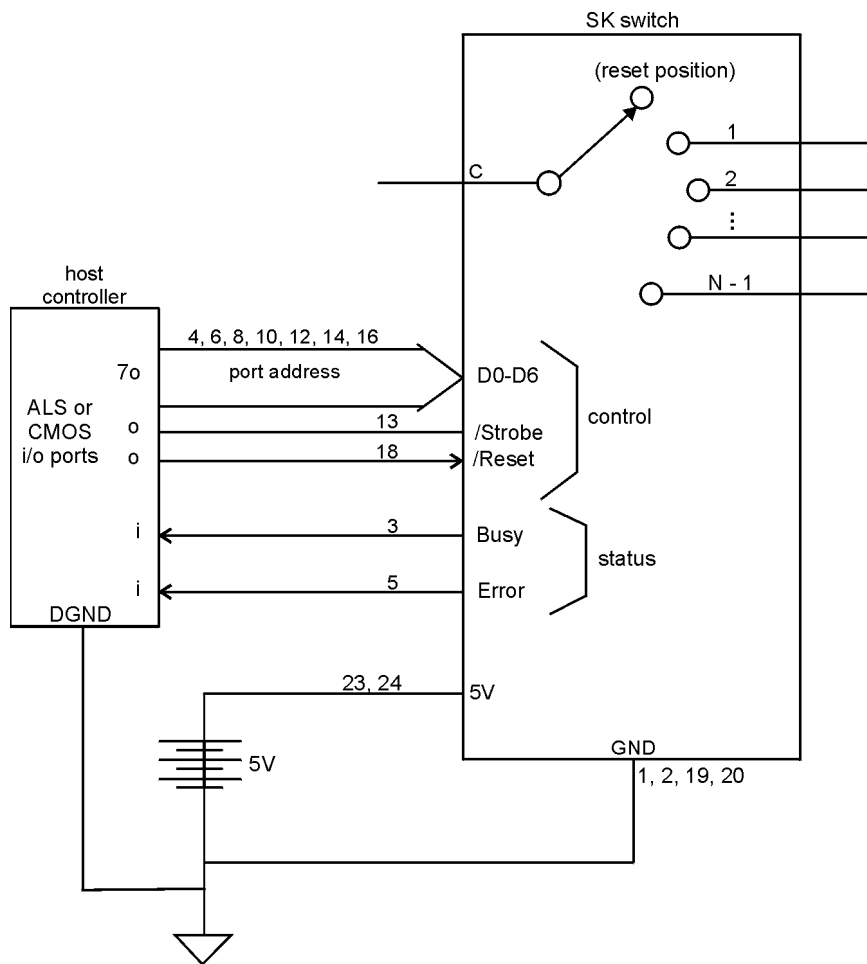 SK switch
(reset position)
1
C
2
⋮
N - 1
host
controller
4, 6, 8, 10, 12, 14, 16
7o
port address
D0-D6
ALS or
CMOS
i/o ports
o
13
/Strobe
control
o
18
/Reset
i
3
Busy
status
i
5
Error
DGND
23, 24
5V
5V
GND
1, 2, 19, 20